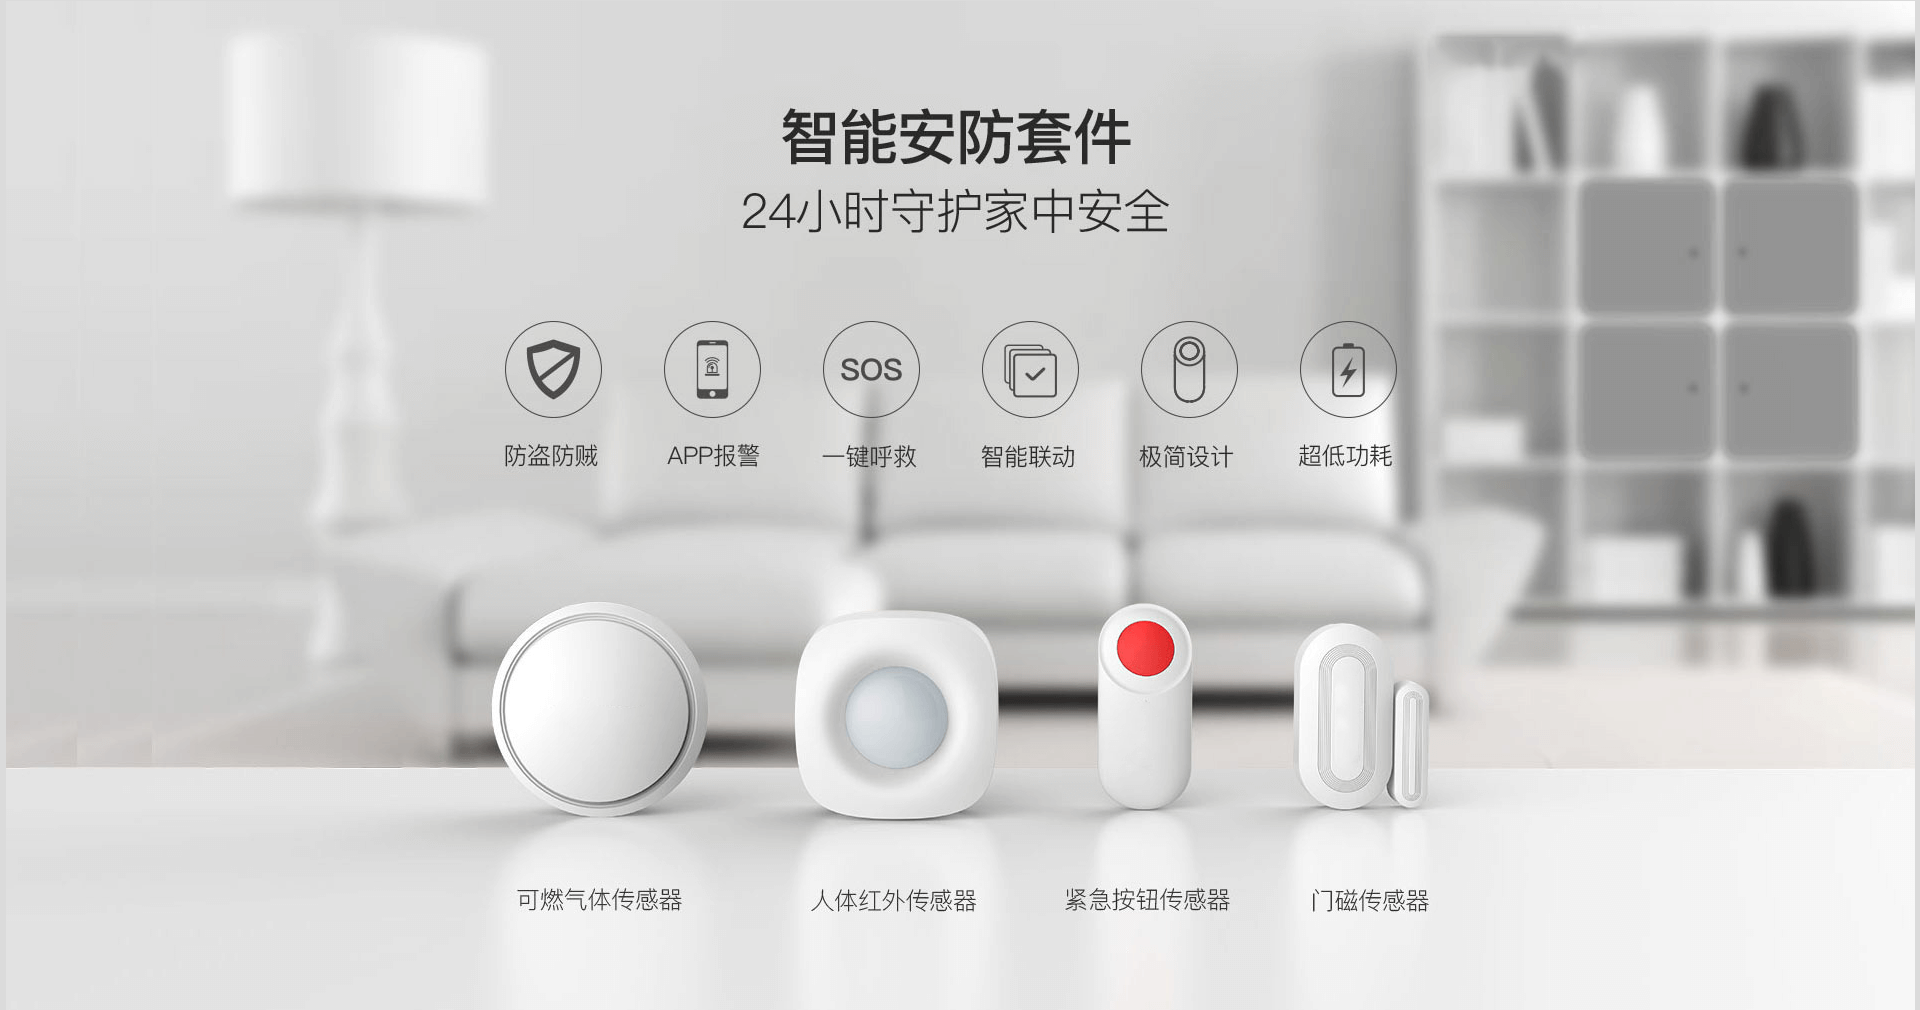 智能安防套件
24小时守护家中安全
SOS
防盗防贼 APP报警 一键呼救 智能联动 极简设计 超低功耗
可燃气体传感器 人体红外传感器 紧急按钮传感器 门磁传感器